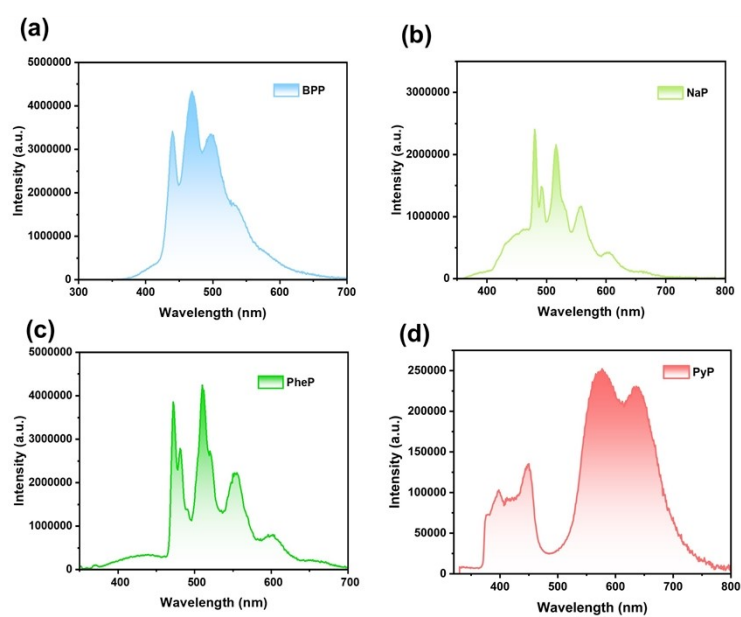 (a)
5000000
4000000
3000000
2000000
1000000
0
Intensity (a.u.)
BPP
300 400 500 600 700
Wavelength (nm)
(b)
3000000
2000000
1000000
0
Intensity (a.u.)
NaP
400 500 600 700 800
Wavelength (nm)
(c)
5000000
4000000
3000000
2000000
1000000
0
Intensity (a.u.)
PheP
400 500 600 700
Wavelength (nm)
(d)
250000
200000
150000
100000
50000
0
Intensity (a.u.)
PyP
400 500 600 700 800
Wavelength (nm)